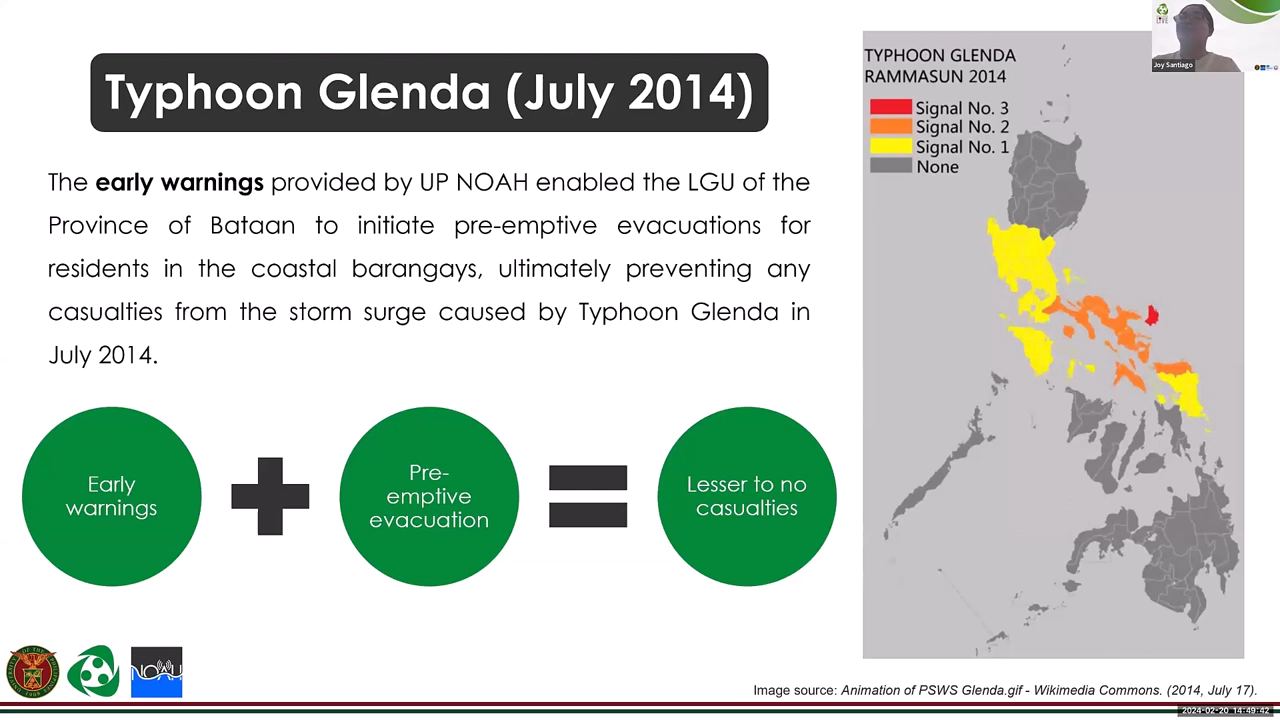 Typhoon Glenda (July 2014)
The early warnings provided by UP NOAH enabled the LGU of the
Province of Bataan to initiate pre-emptive evacuations for
residents in the coastal barangays, ultimately preventing any
casualties from the storm surge caused by Typhoon Glenda in
July 2014.
Early
warnings
Pre-
emptive
evacuation
Lesser to no
casualties
TYPHOON GLENDA
RAMMASUN 2014
Signal No. 3
Signal No. 2
Signal No. 1
None
Joy Santiago
NOAH
Image source: Animation of PSWS Glenda.gif - Wikimedia Commons. (2014, July 17).
2024-02-20 14:49:42